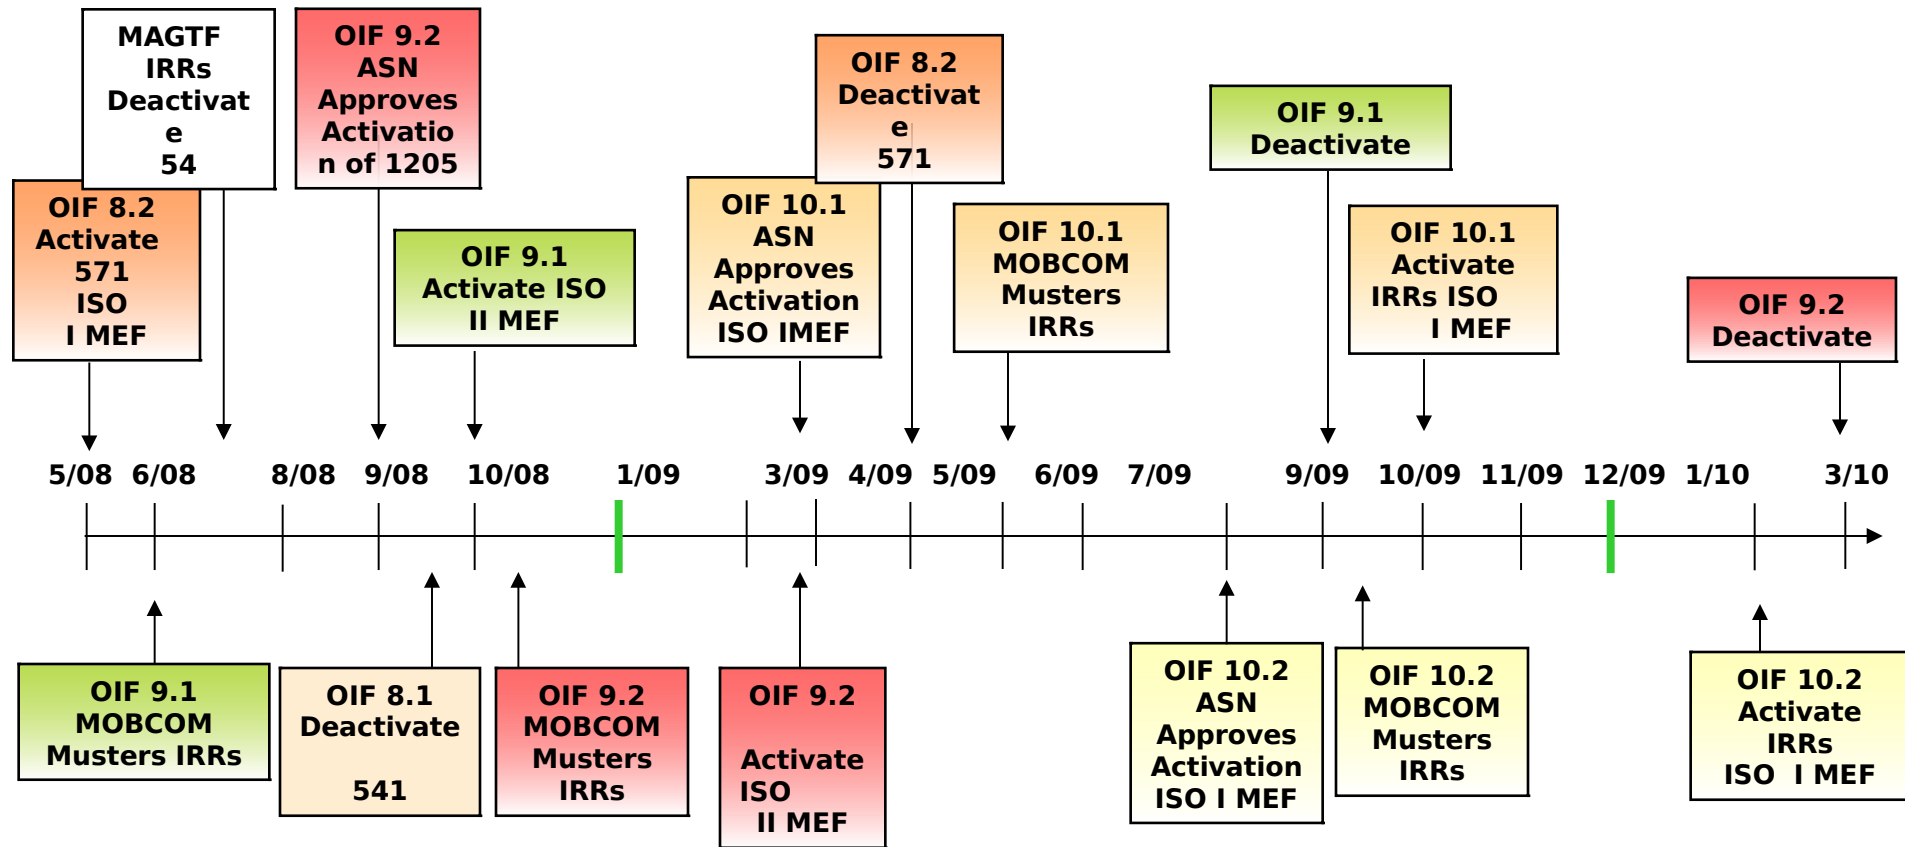 MAGTF
IRRs
Deactivat
e
54
OIF 9.2
ASN
Approves
Activatio
n of 1205
OIF 8.2
Activate
571
ISO
I MEF
OIF 9.1
Activate ISO
II MEF
OIF 10.1
ASN
Approves
Activation
ISO IMEF
OIF 8.2
Deactivat
e
571
OIF 10.1
MOBCOM
Musters
IRRs
OIF 9.1
Deactivate
OIF 10.1
Activate
IRRs ISO
I MEF
OIF 9.2
Deactivate
5/08 6/08 8/08 9/08 10/08 1/09 3/09 4/09 5/09 6/09 7/09 9/09 10/09 11/09 12/09 1/10 3/10
OIF 9.1
MOBCOM
Musters IRRs
OIF 8.1
Deactivate
541
OIF 9.2
MOBCOM
Musters
IRRs
OIF 9.2
Activate
ISO
II MEF
OIF 10.2
ASN
Approves
Activation
ISO I MEF
OIF 10.2
MOBCOM
Musters
IRRs
OIF 10.2
Activate
IRRs
ISO I MEF